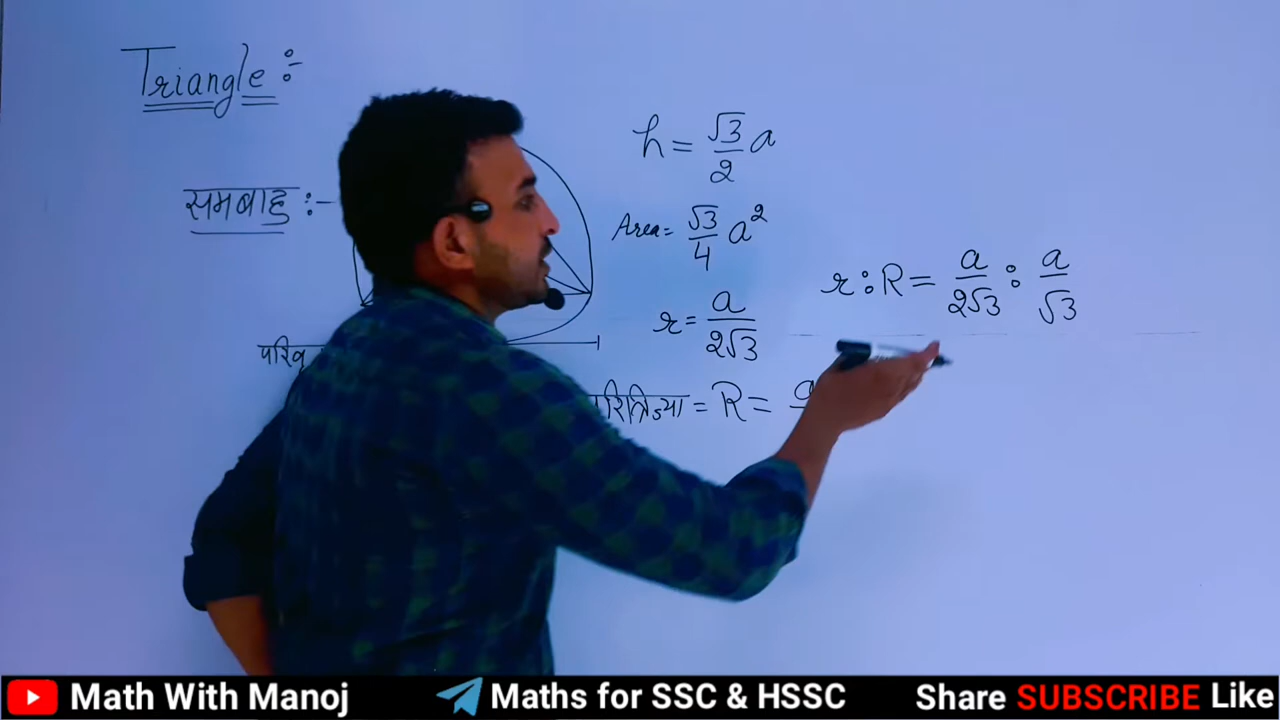 Triangle :-
समबाहु :-
h = √3/2 a
Area = √3/4 a²
r = a/2√3
r : R = a/2√3 : a/√3
= R =
Math With Manoj
Maths for SSC & HSSC
Share SUBSCRIBE Like